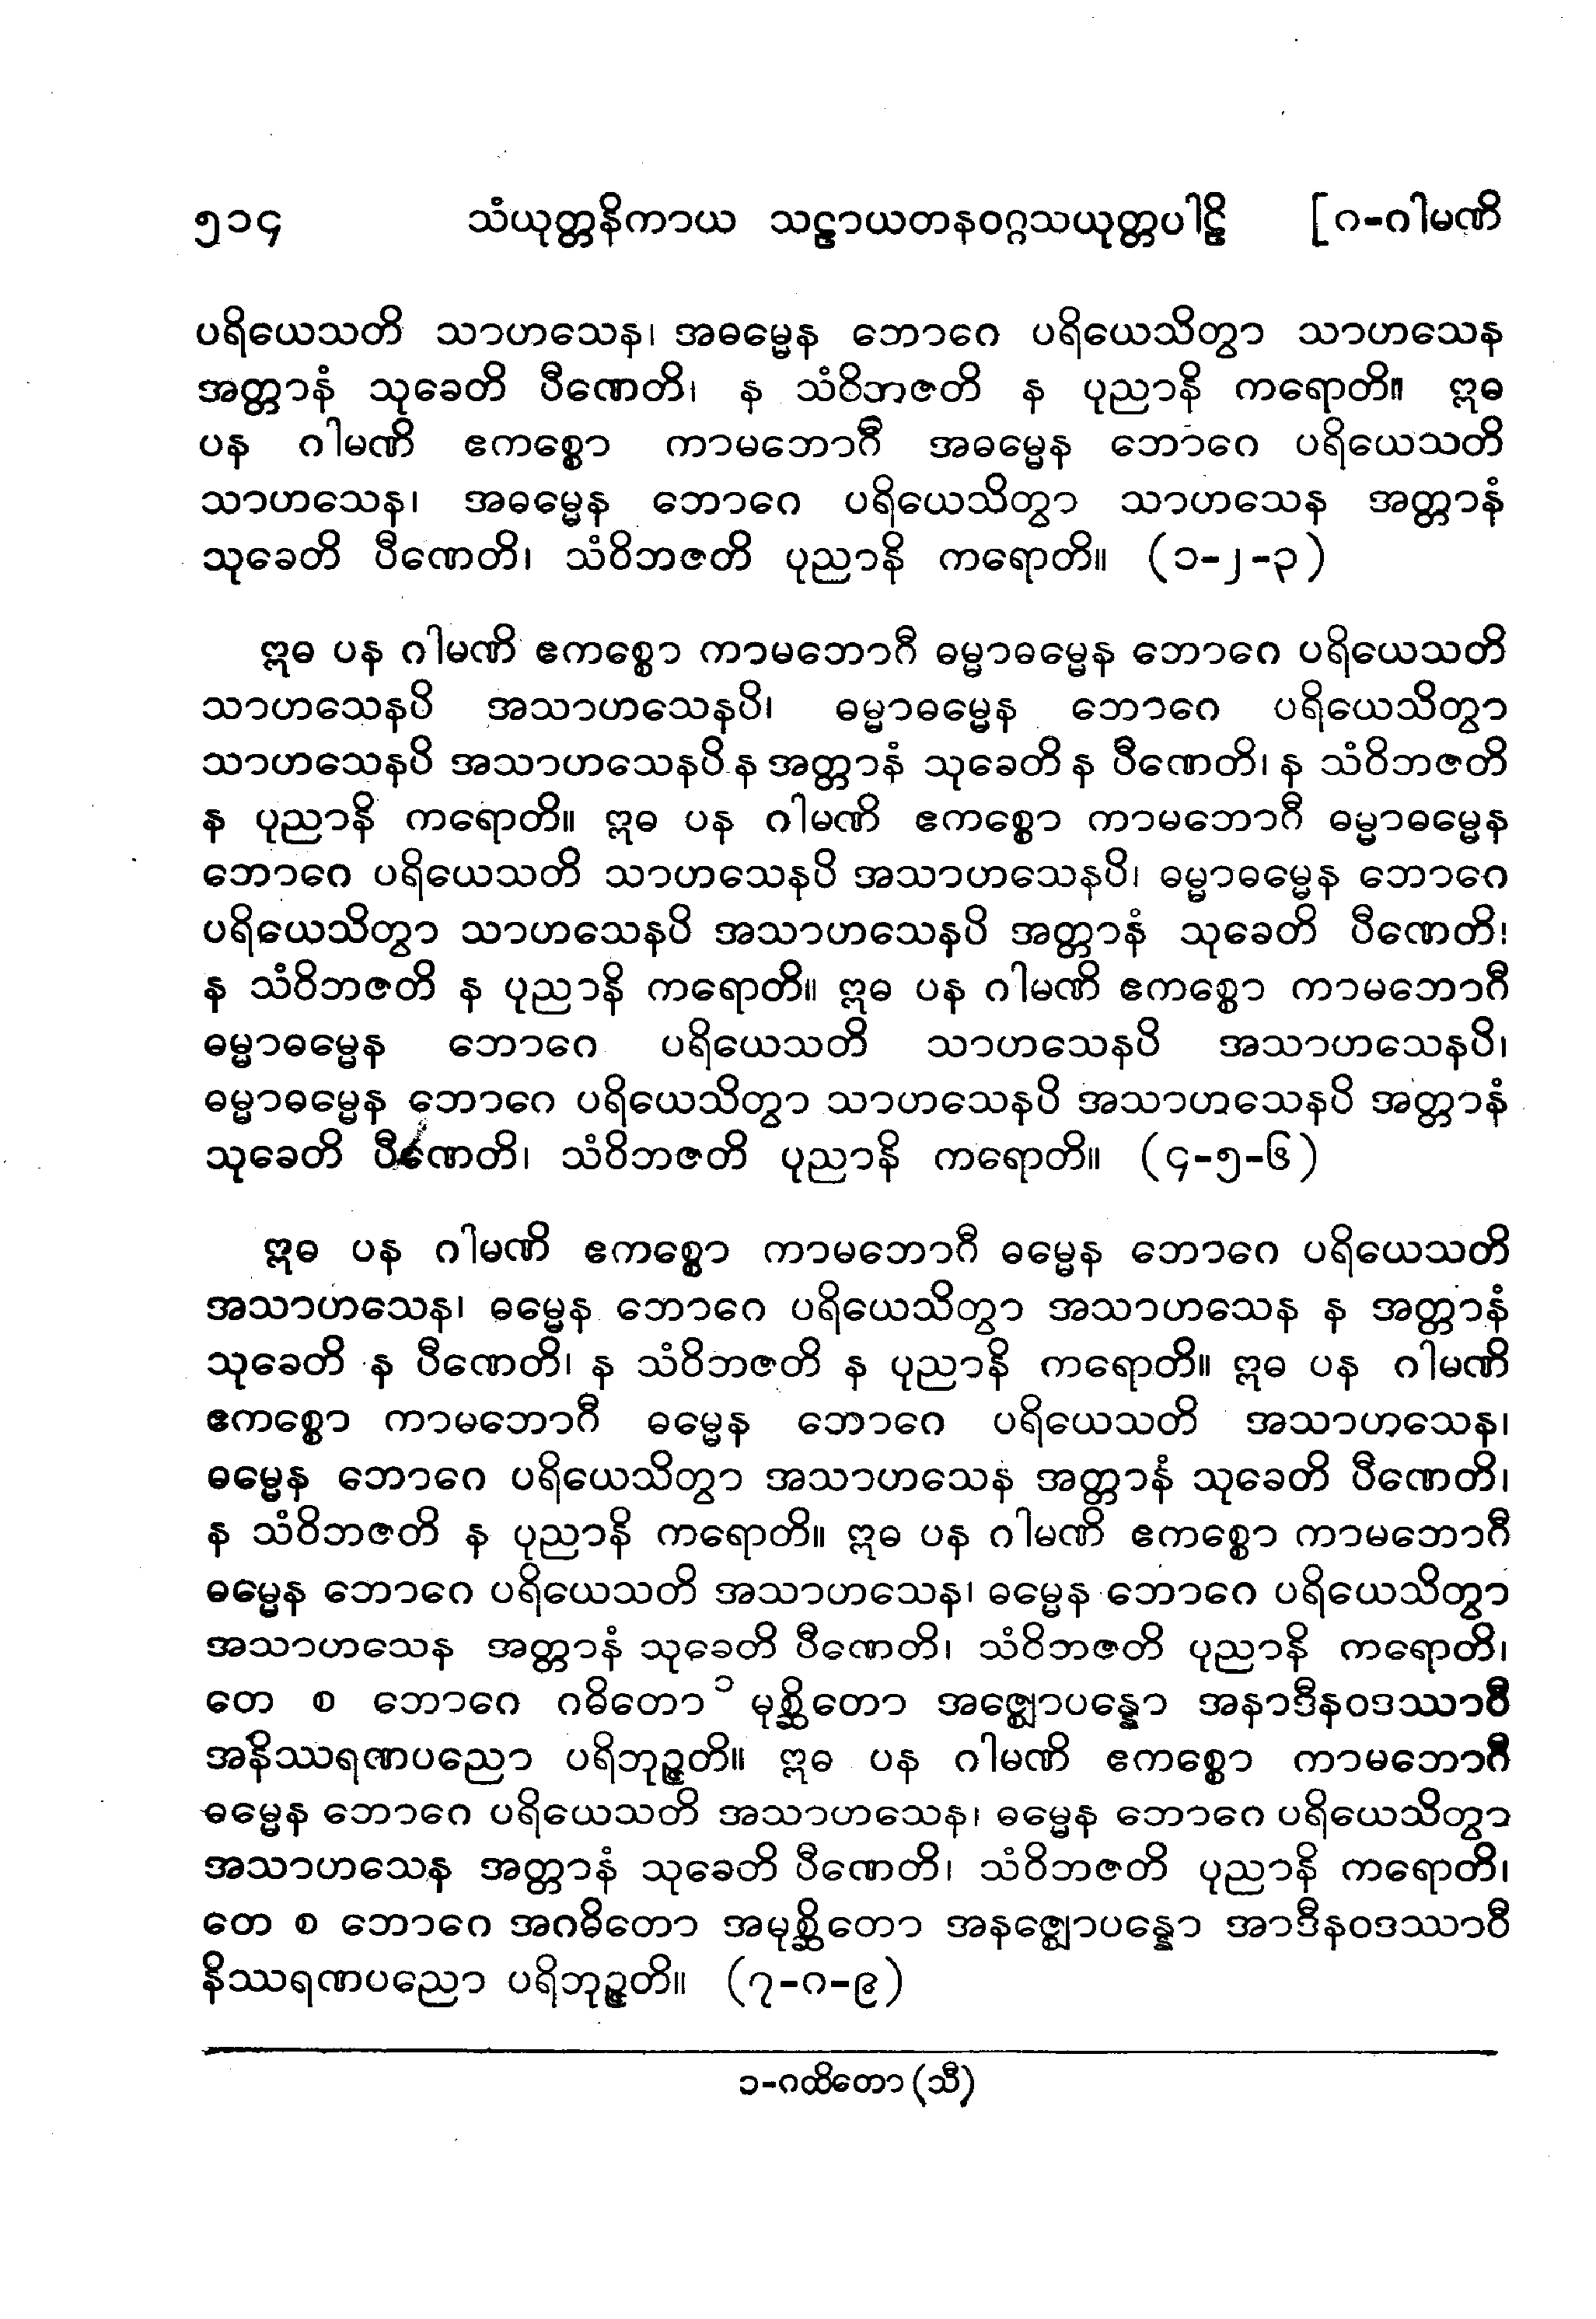 ၅၁၄ သံယုတ္တနိကာယ သဠာယတနဝဂ္ဂသယုတ္တပါဠိ [ဂ-ဂါမဏိ
ပရိယေသတိ သာဟသေန၊ အဓမ္မေန ဘောဂေ ပရိယေသိတွာ သာဟသေန
အတ္တာနံ သုခေတိ ပီဏေတိ၊ န သံဝိဘဇတိ န ပုညာနိ ကရောတိ။ ဣဓ
ပန ဂါမဏိ ဧကစ္စော ကာမဘောဂီ အဓမ္မေန ဘောဂေ ပရိယေသတိ
သာဟသေန၊ အဓမ္မေန ဘောဂေ ပရိယေသိတွာ သာဟသေန အတ္တာနံ
သုခေတိ ပီဏေတိ၊ သံဝိဘဇတိ ပုညာနိ ကရောတိ။ (၁-၂-၃)
ဣဓ ပန ဂါမဏိ ဧကစ္စော ကာမဘောဂီ ဓမ္မာဓမ္မေန ဘောဂေ ပရိယေသတိ
သာဟသေနပိ အသာဟသေနပိ၊ ဓမ္မာဓမ္မေန ဘောဂေ ပရိယေသိတွာ
သာဟသေနပိ အသာဟသေနပိ န အတ္တာနံ သုခေတိ န ပီဏေတိ၊ န သံဝိဘဇတိ
န ပုညာနိ ကရောတိ။ ဣဓ ပန ဂါမဏိ ဧကစ္စော ကာမဘောဂီ ဓမ္မာဓမ္မေန
ဘောဂေ ပရိယေသတိ သာဟသေနပိ အသာဟသေနပိ၊ ဓမ္မာဓမ္မေန ဘောဂေ
ပရိယေသိတွာ သာဟသေနပိ အသာဟသေနပိ အတ္တာနံ သုခေတိ ပီဏေတိ၊
န သံဝိဘဇတိ န ပုညာနိ ကရောတိ။ ဣဓ ပန ဂါမဏိ ဧကစ္စော ကာမဘောဂီ
ဓမ္မာဓမ္မေန ဘောဂေ ပရိယေသတိ သာဟသေနပိ အသာဟသေနပိ၊
ဓမ္မာဓမ္မေန ဘောဂေ ပရိယေသိတွာ သာဟသေနပိ အသာဟသေနပိ အတ္တာနံ
သုခေတိ ပီဏေတိ၊ သံဝိဘဇတိ ပုညာနိ ကရောတိ။ (၄-၅-၆)
ဣဓ ပန ဂါမဏိ ဧကစ္စော ကာမဘောဂီ ဓမ္မေန ဘောဂေ ပရိယေသတိ
အသာဟသေန၊ ဓမ္မေန ဘောဂေ ပရိယေသိတွာ အသာဟသေန န အတ္တာနံ
သုခေတိ န ပီဏေတိ၊ န သံဝိဘဇတိ န ပုညာနိ ကရောတိ။ ဣဓ ပန ဂါမဏိ
ဧကစ္စော ကာမဘောဂီ ဓမ္မေန ဘောဂေ ပရိယေသတိ အသာဟသေန၊
ဓမ္မေန ဘောဂေ ပရိယေသိတွာ အသာဟသေန အတ္တာနံ သုခေတိ ပီဏေတိ၊
န သံဝိဘဇတိ န ပုညာနိ ကရောတိ။ ဣဓ ပန ဂါမဏိ ဧကစ္စော ကာမဘောဂီ
ဓမ္မေန ဘောဂေ ပရိယေသတိ အသာဟသေန၊ ဓမ္မေန ဘောဂေ ပရိယေသိတွာ
အသာဟသေန အတ္တာနံ သုခေတိ ပီဏေတိ၊ သံဝိဘဇတိ ပုညာနိ ကရောတိ၊
တေ စ ဘောဂေ ဂဓိတော ၁ မုစ္ဆိတော အဇ္ဈောပန္နော အနာဒီနဝဒဿာဝီ
အနိဿရဏပညော ပရိဘုဉ္ဇတိ။ ဣဓ ပန ဂါမဏိ ဧကစ္စော ကာမဘောဂီ
ဓမ္မေန ဘောဂေ ပရိယေသတိ အသာဟသေန၊ ဓမ္မေန ဘောဂေ ပရိယေသိတွာ
အသာဟသေန အတ္တာနံ သုခေတိ ပီဏေတိ၊ သံဝိဘဇတိ ပုညာနိ ကရောတိ၊
တေ စ ဘောဂေ အဂဓိတော အမုစ္ဆိတော အနဇ္ဈောပန္နော အာဒီနဝဒဿာဝီ
နိဿရဏပညော ပရိဘုဉ္ဇတိ။ (၇-ဂ-၉)
၁-ဂထိတော (သီ)